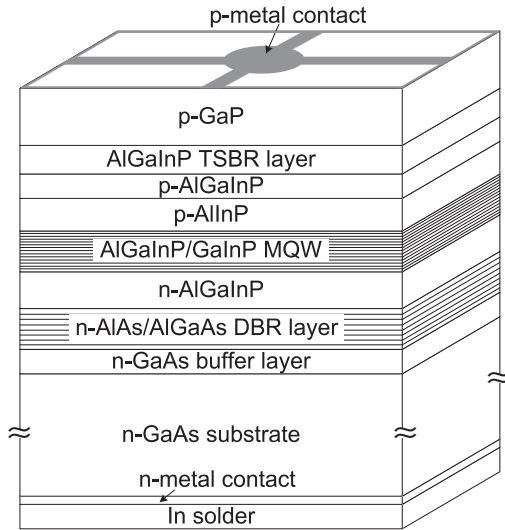 p-metal contact
p-GaP
AlGaInP TSBR layer
p-AlGaInP
p-AlInP
AlGaInP/GaInP MQW
n-AlGaInP
n-AlAs/AlGaAs DBR layer
n-GaAs buffer layer
n-GaAs substrate
n-metal contact
In solder